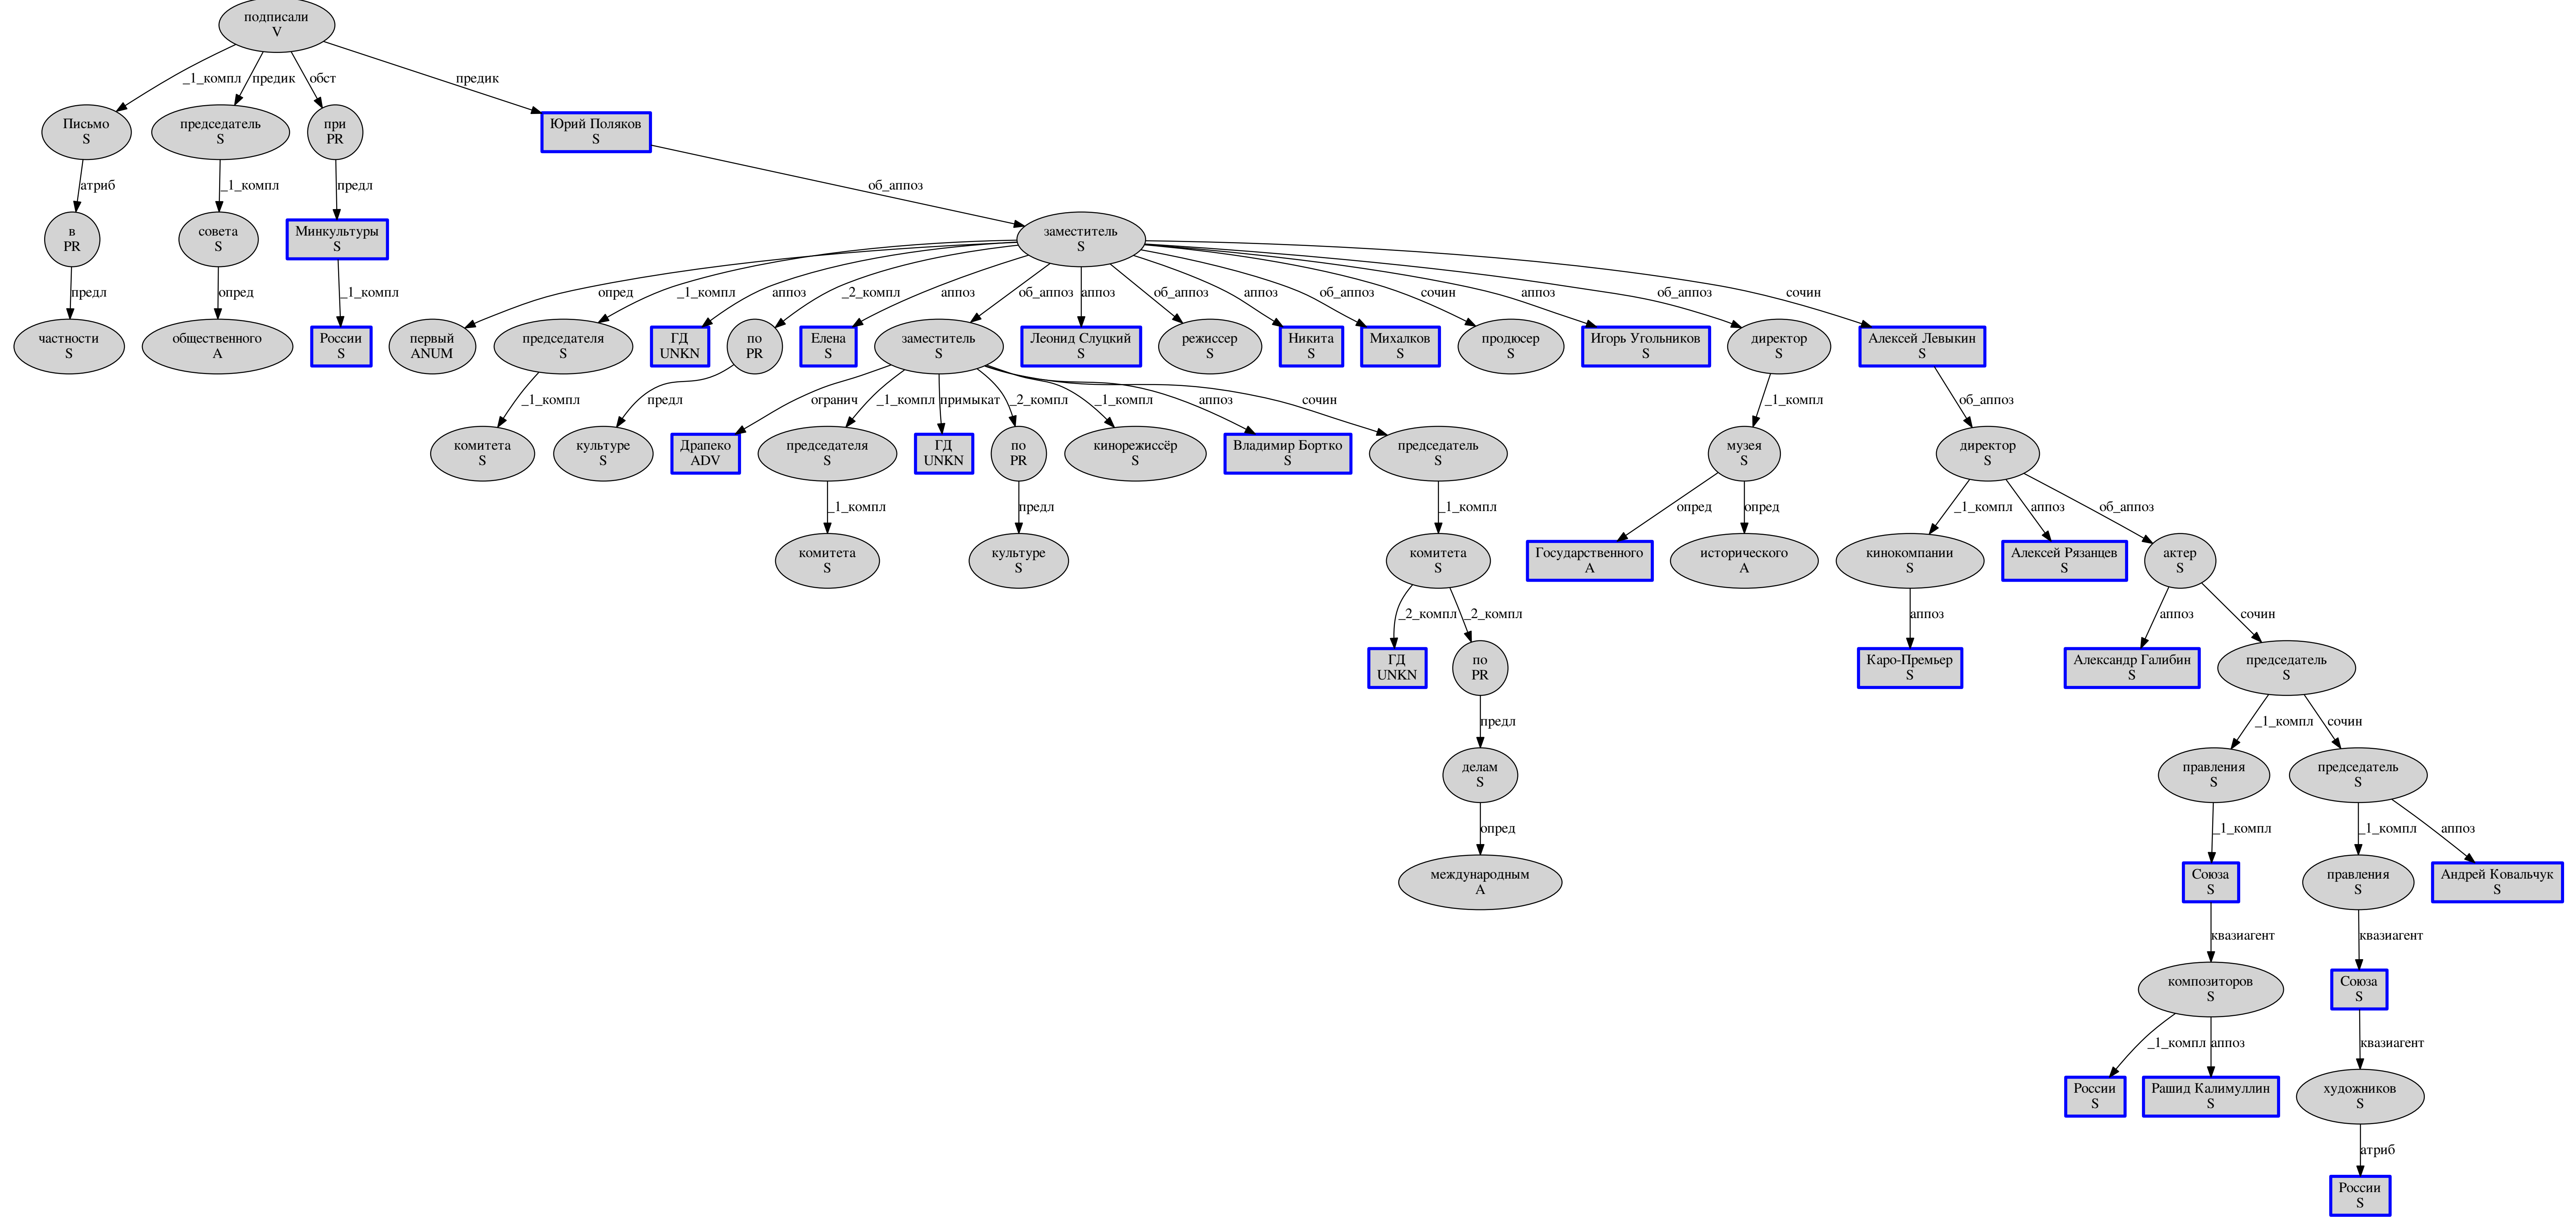 подписали
V
_1_компл
предик
обст
предик
Письмо
S
председатель
S
при
PR
Юрий Поляков
S
атриб
_1_компл
предл
об_аппоз
в
PR
совета
S
Минкультуры
S
заместитель
S
предл
опред
_1_компл
опред
_1_компл
аппоз
_2_компл
аппоз
об_аппоз
аппоз
об_аппоз
аппоз
об_аппоз
сочин
аппоз
об_аппоз
сочин
частности
S
общественного
A
России
S
первый
ANUM
председателя
S
ГД
UNKN
по
PR
Елена
S
заместитель
S
Леонид Слуцкий
S
режиссер
S
Никита
S
Михалков
S
продюсер
S
Игорь Угольников
S
директор
S
Алексей Левыкин
S
_1_компл
предл
огранич
_1_компл
примыкат
_2_компл
_1_компл
аппоз
сочин
_1_компл
об_аппоз
комитета
S
культуре
S
Драпеко
ADV
председателя
S
ГД
UNKN
по
PR
кинорежиссёр
S
Владимир Бортко
S
председатель
S
музея
S
директор
S
_1_компл
предл
_1_компл
опред
опред
_1_компл
аппоз
об_аппоз
комитета
S
культуре
S
комитета
S
Государственного
A
исторического
A
кинокомпании
S
Алексей Рязанцев
S
актер
S
_2_компл
_2_компл
аппоз
аппоз
сочин
ГД
UNKN
по
PR
Каро-Премьер
S
Александр Галибин
S
председатель
S
предл
_1_компл
сочин
делам
S
правления
S
председатель
S
опред
_1_компл
_1_компл
аппоз
международным
A
Союза
S
правления
S
Андрей Ковальчук
S
квазиагент
квазиагент
композиторов
S
Союза
S
_1_компл
аппоз
квазиагент
России
S
Рашид Калимуллин
S
художников
S
атриб
России
S